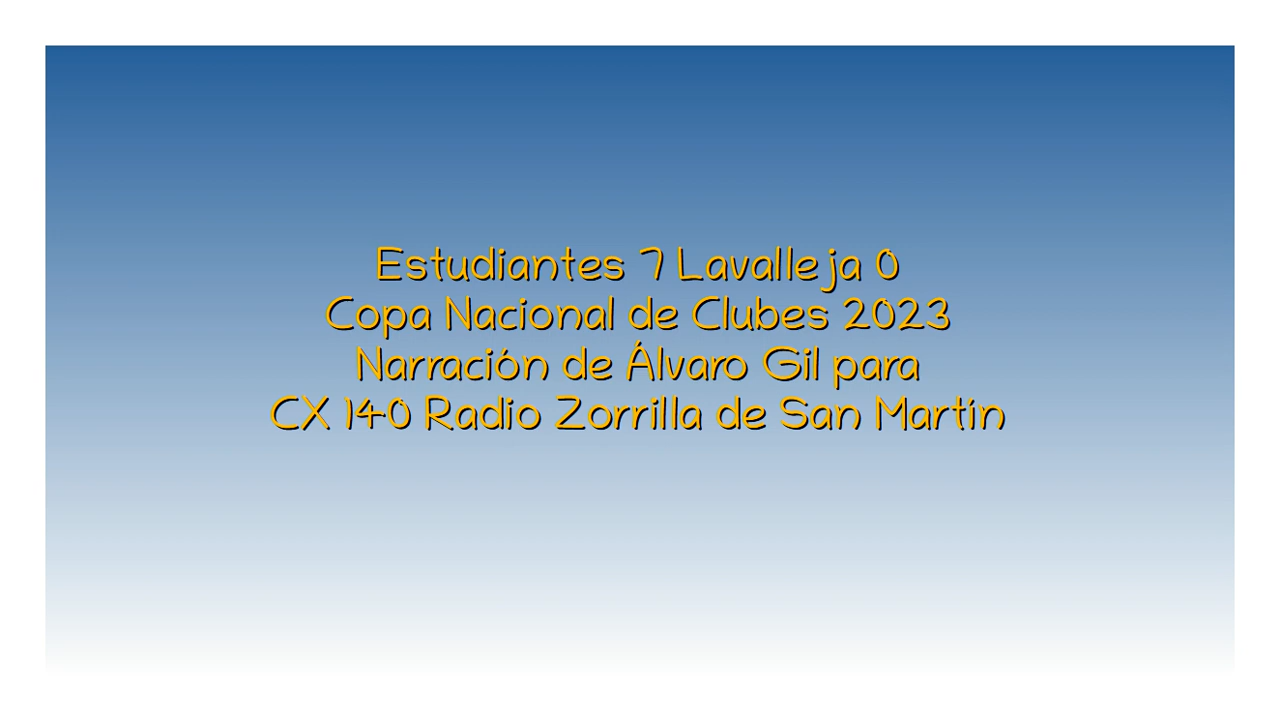 Estudiantes 7 Lavalleja 0
Copa Nacional de Clubes 2023
Narración de Álvaro Gil para
CX 140 Radio Zorrilla de San Martín